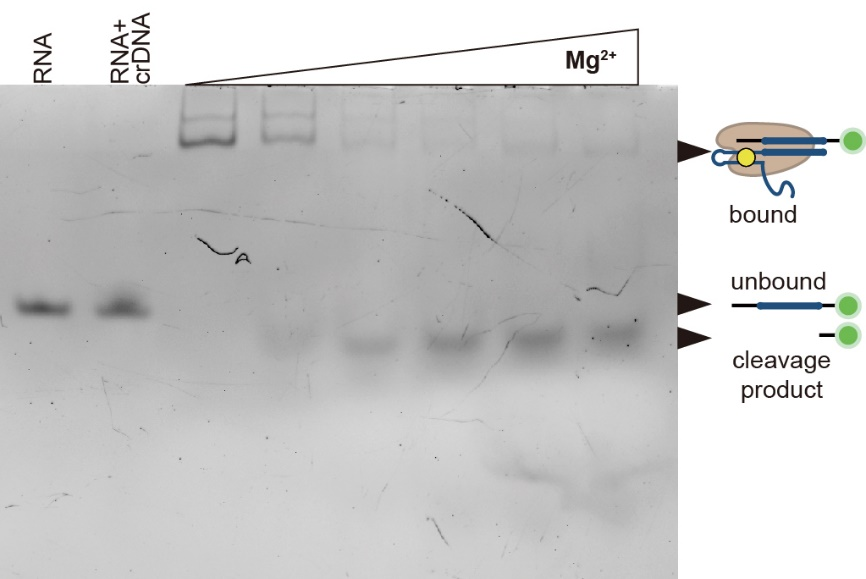 RNA
RNA+
crDNA
Mg²⁺
bound
unbound
cleavage
product